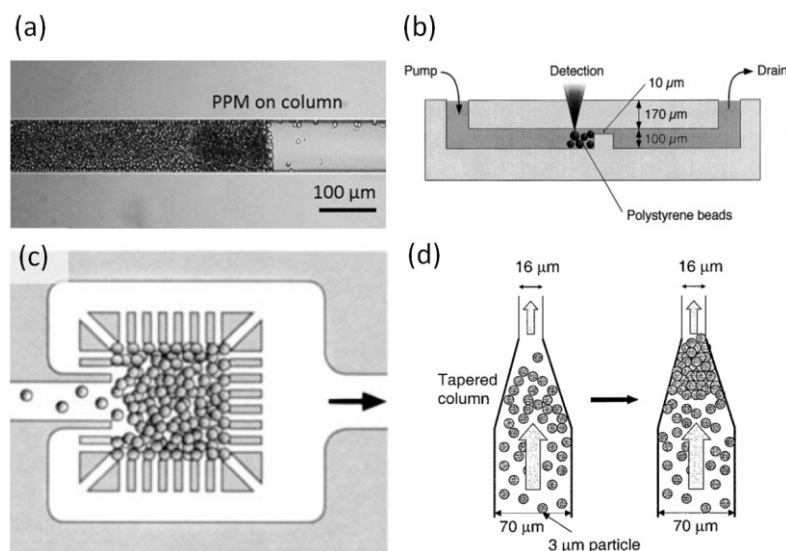 (a)
PPM on column
100 µm
(b)
Pump
Detection
10 µm
Drain
170 µm
100 µm
Polystyrene beads
(c)
(d)
16 µm
16 µm
Tapered
column
70 µm
3 µm particle
70 µm